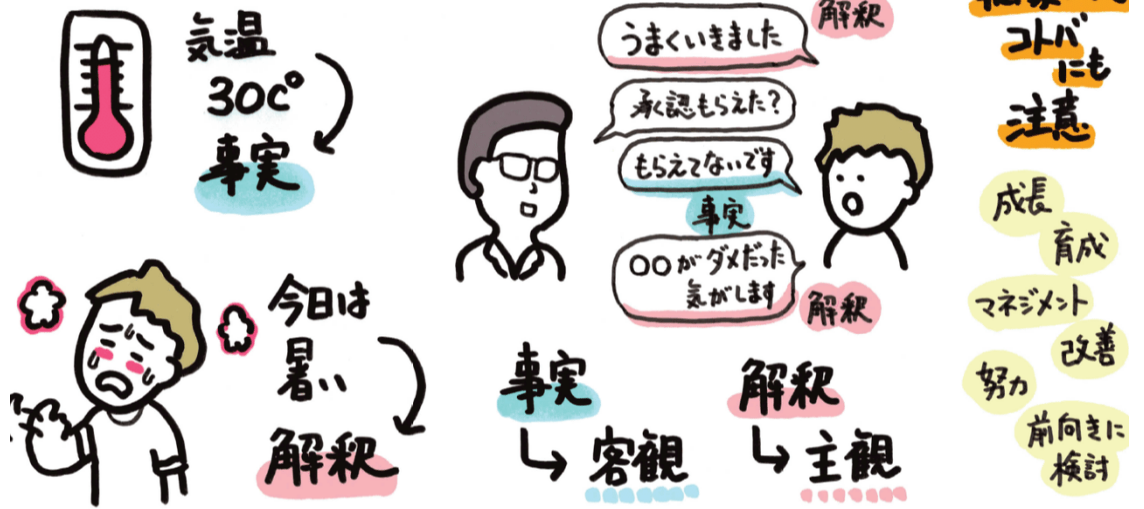 気温
30c°
事実
今日は
暑い
解釈
うまくいきました
解釈
承認もらえた?
もらえてないです
事実
〇〇がダメだった
気がします
解釈
事実
客観
解釈
主観
コトバ
にも
注意
成長
育成
マネジメント
改善
努力
前向きに
検討